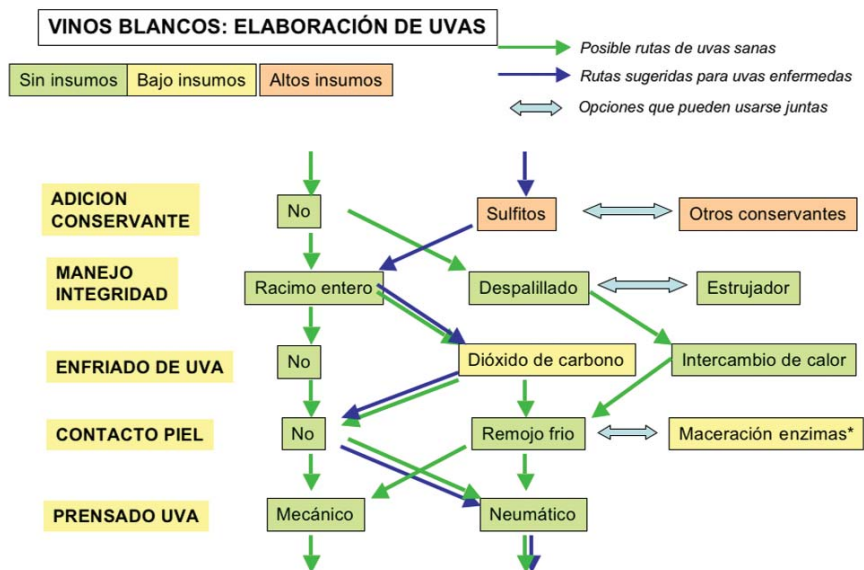 VINOS BLANCOS: ELABORACIÓN DE UVAS
Posible rutas de uvas sanas
Rutas sugeridas para uvas enfermedas
Opciones que pueden usarse juntas
Sin insumos Bajo insumos Altos insumos
ADICION
CONSERVANTE
No Sulfitos Otros conservantes
MANEJO
INTEGRIDAD
Racimo entero Despalillado Estrujador
ENFRIADO DE UVA No Dióxido de carbono Intercambio de calor
CONTACTO PIEL No Remojo frio Maceración enzimas*
PRENSADO UVA Mecánico Neumático